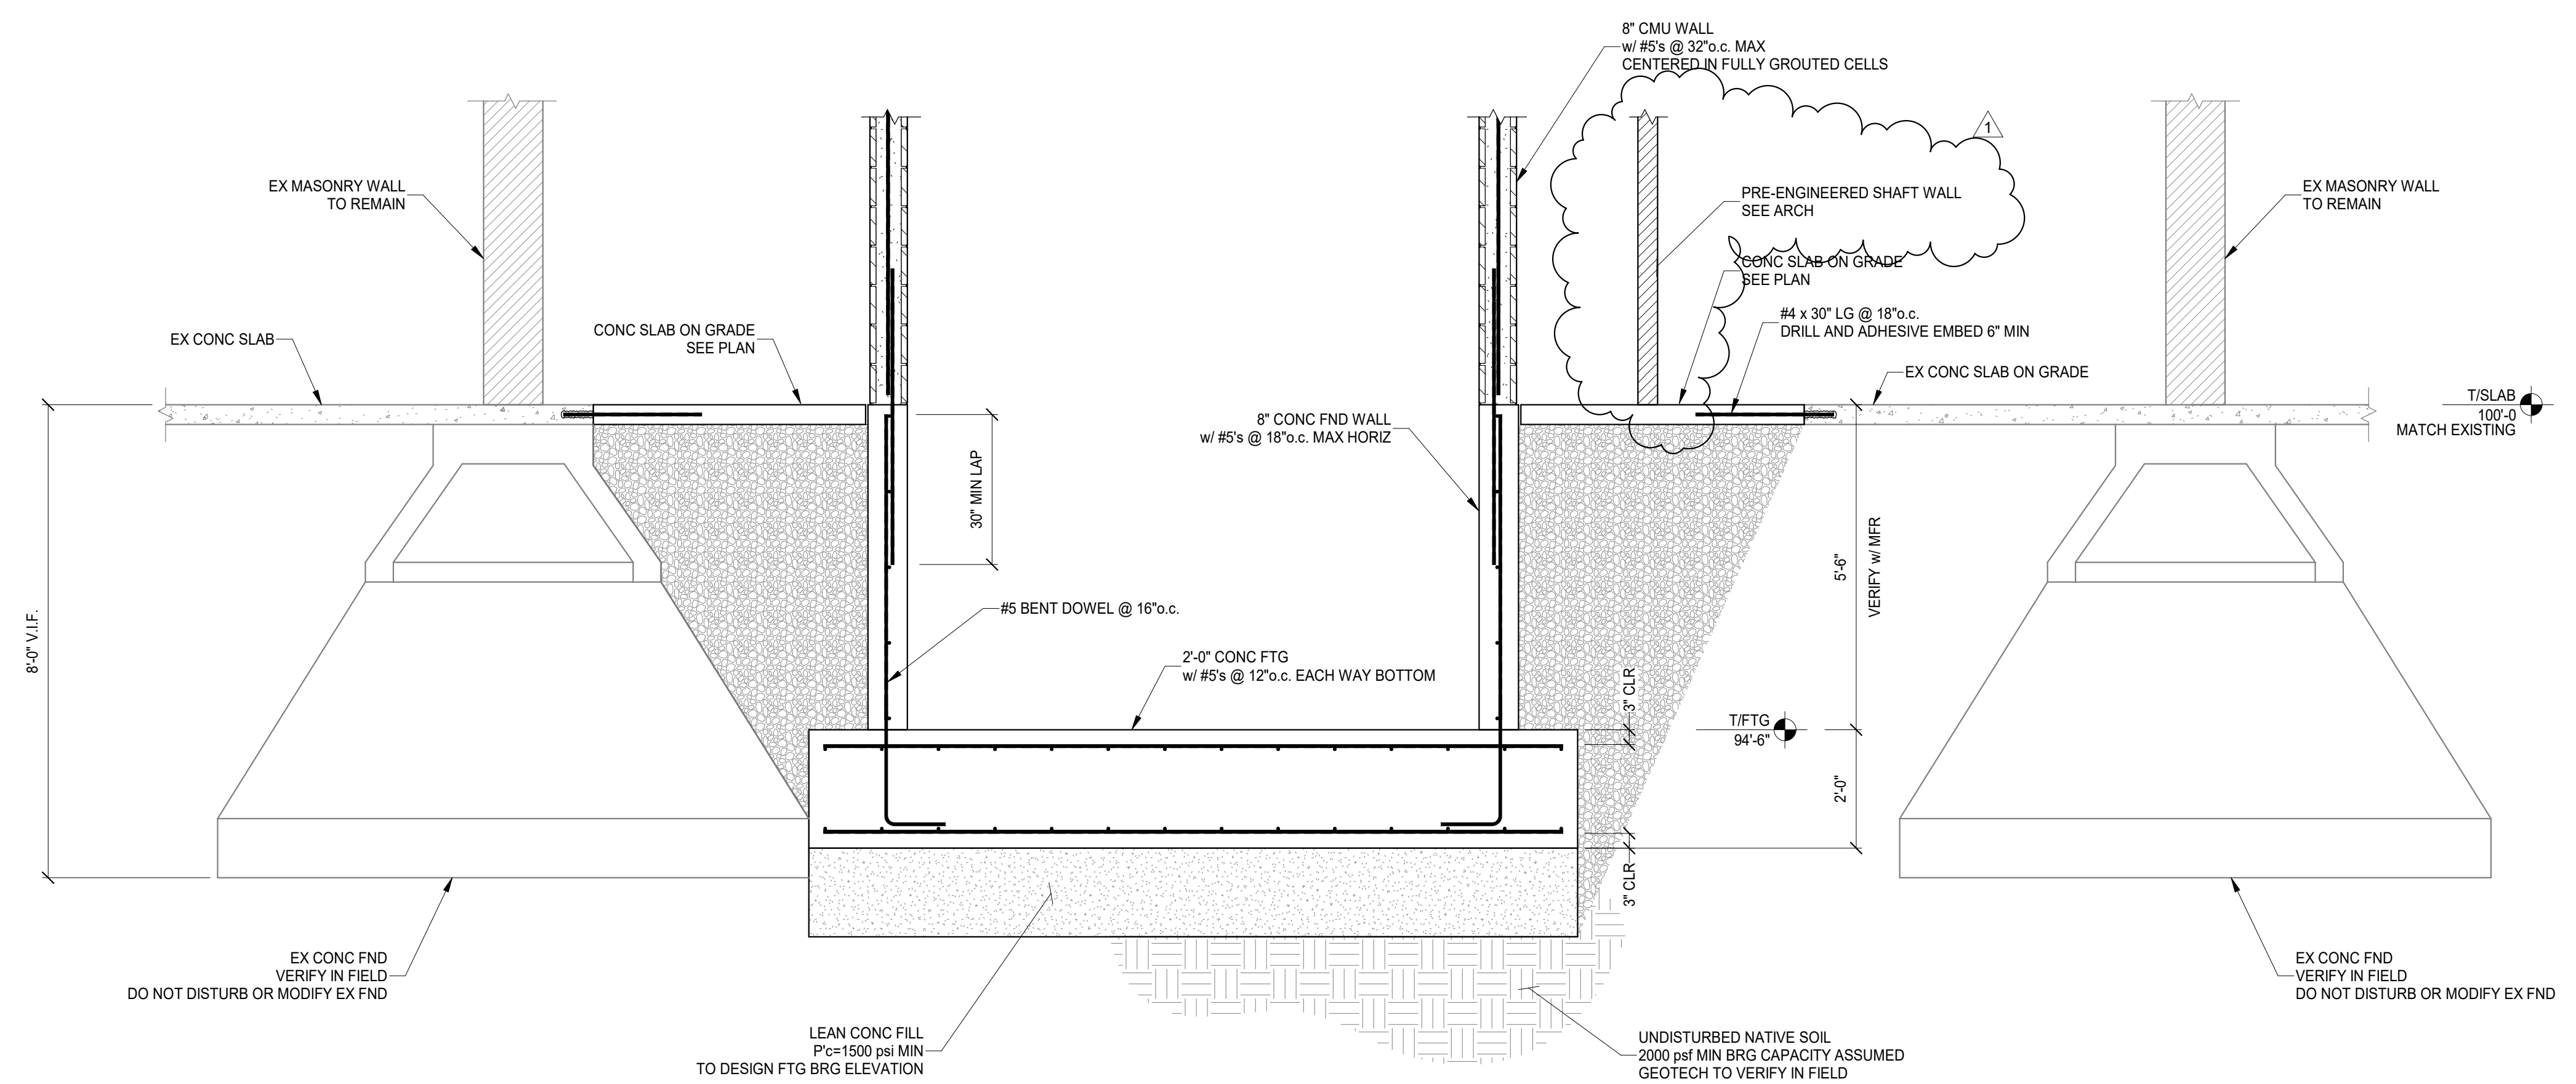 8" CMU WALL
w/ #5's @ 32"o.c. MAX
CENTERED IN FULLY GROUTED CELLS
1
EX MASONRY WALL
TO REMAIN
PRE-ENGINEERED SHAFT WALL
SEE ARCH
EX MASONRY WALL
TO REMAIN
CONC SLAB ON GRADE
SEE PLAN
#4 x 30" LG @ 18"o.c.
DRILL AND ADHESIVE EMBED 6" MIN
EX CONC SLAB
CONC SLAB ON GRADE
SEE PLAN
EX CONC SLAB ON GRADE
T/SLAB
100'-0
MATCH EXISTING
8" CONC FND WALL
w/ #5's @ 18"o.c. MAX HORIZ
30" MIN LAP
5'-6"
VERIFY w/ MFR
8'-0" V.I.F.
#5 BENT DOWEL @ 16"o.c.
2'-0" CONC FTG
w/ #5's @ 12"o.c. EACH WAY BOTTOM
3" CLR
T/FTG
94'-6"
2'-0"
3" CLR
EX CONC FND
VERIFY IN FIELD
DO NOT DISTURB OR MODIFY EX FND
EX CONC FND
VERIFY IN FIELD
DO NOT DISTURB OR MODIFY EX FND
LEAN CONC FILL
P'c=1500 psi MIN
TO DESIGN FTG BRG ELEVATION
UNDISTURBED NATIVE SOIL
2000 psf MIN BRG CAPACITY ASSUMED
GEOTECH TO VERIFY IN FIELD